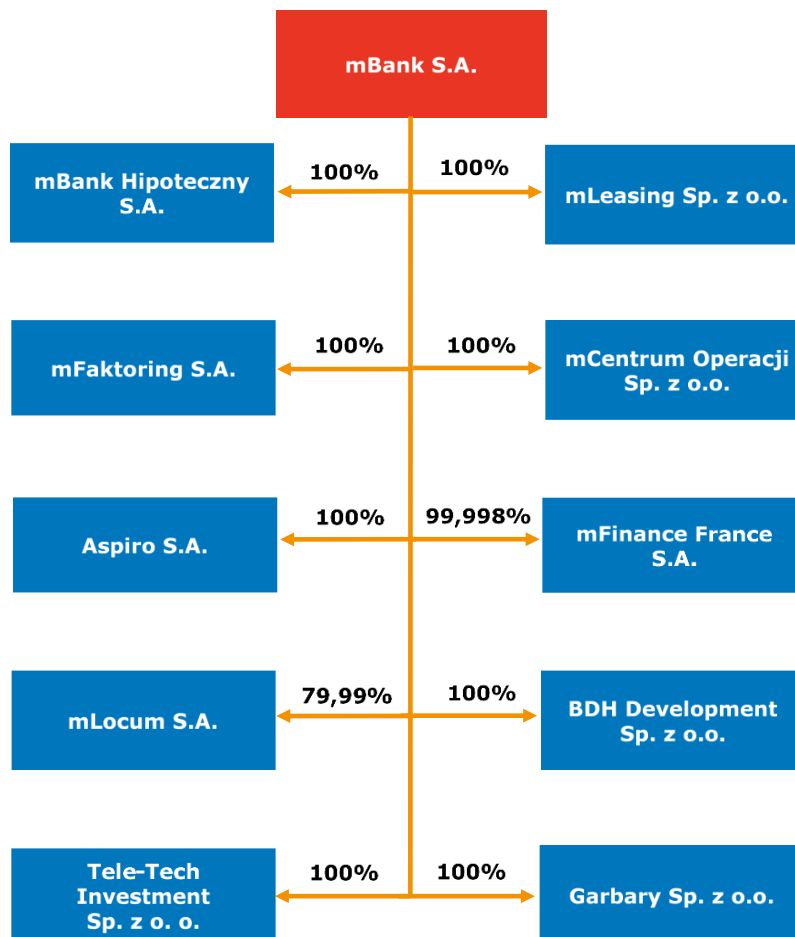 mBank S.A.
100%
100%
mBank Hipoteczny
S.A.
mLeasing Sp. z o.o.
100%
100%
mFaktoring S.A.
mCentrum Operacji
Sp. z o.o.
100%
99,998%
Aspiro S.A.
mFinance France
S.A.
79,99%
100%
mLocum S.A.
BDH Development
Sp. z o.o.
100%
100%
Tele-Tech
Investment
Sp. z o. o.
Garbary Sp. z o.o.